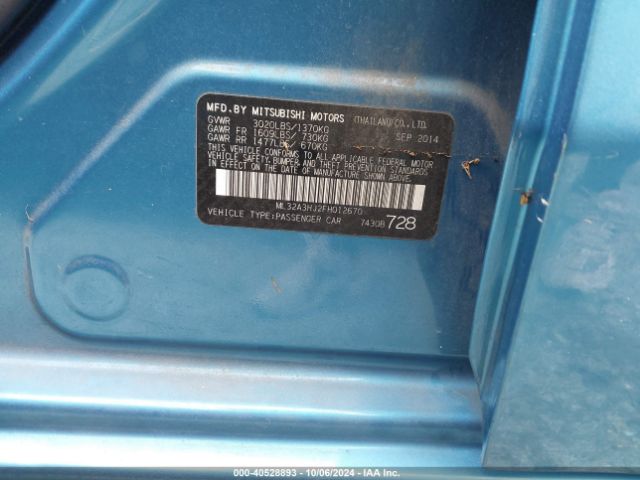 MFD.BY MITSUBISHI MOTORS (THAILAND)CO.,LTD.
GVWR 3020LBS/1370KG SEP 2014
GAWR FR 1609LBS/ 730KG
GAWR RR 1477LBS/ 670KG
THIS VEHICLE CONFORMS TO ALL APPLICABLE FEDERAL MOTOR
VEHICLE SAFETY, BUMPER AND THEFT PREVENTION STANDARDS
IN EFFECT ON THE DATE OF MANUFACTURE SHOWN ABOVE.
ML32A3HJ2FH012670
VEHICLE TYPE:PASSENGER CAR 7430B 728
000-40528893 - 10/06/2024 - IAA Inc.